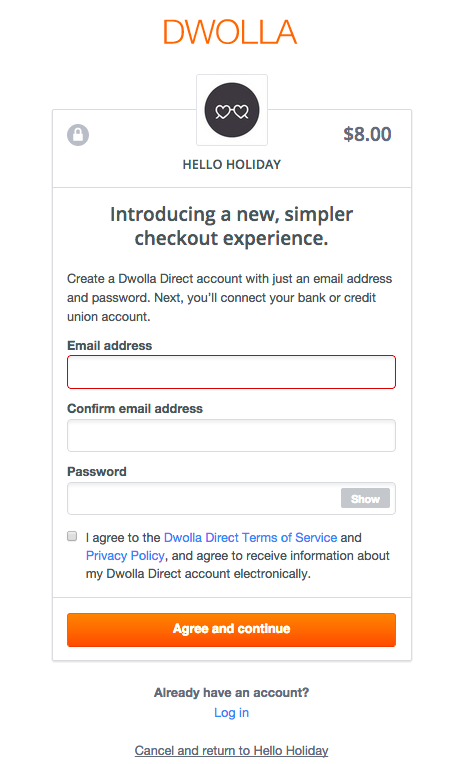 DWOLLA
$8.00
HELLO HOLIDAY
Introducing a new, simpler
checkout experience.
Create a Dwolla Direct account with just an email address
and password. Next, you'll connect your bank or credit
union account.
Email address
Confirm email address
Password
Show
I agree to the Dwolla Direct Terms of Service and
Privacy Policy, and agree to receive information about
my Dwolla Direct account electronically.
Agree and continue
Already have an account?
Log in
Cancel and return to Hello Holiday